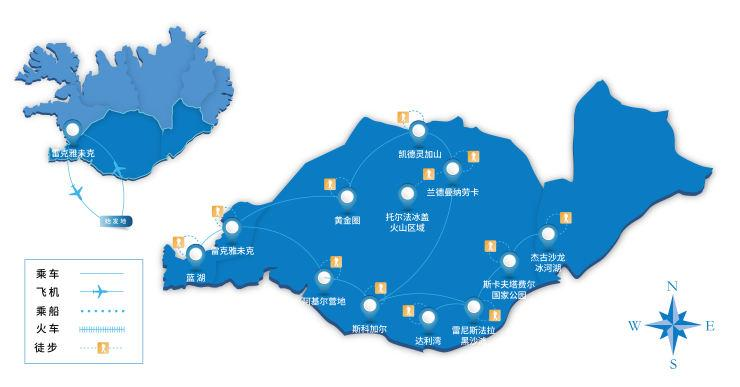 雷克雅未克
始发地
凯德灵加山
兰德曼纳劳卡
托尔法冰盖
火山区域
黄金圈
雷克雅未克
蓝湖
阿基尔营地
斯科加尔
达利湾
雷尼斯法拉
黑沙滩
斯卡夫塔费尔
国家公园
杰古沙龙
冰河湖
乘车
飞机
乘船
火车
徒步
N
W
E
S